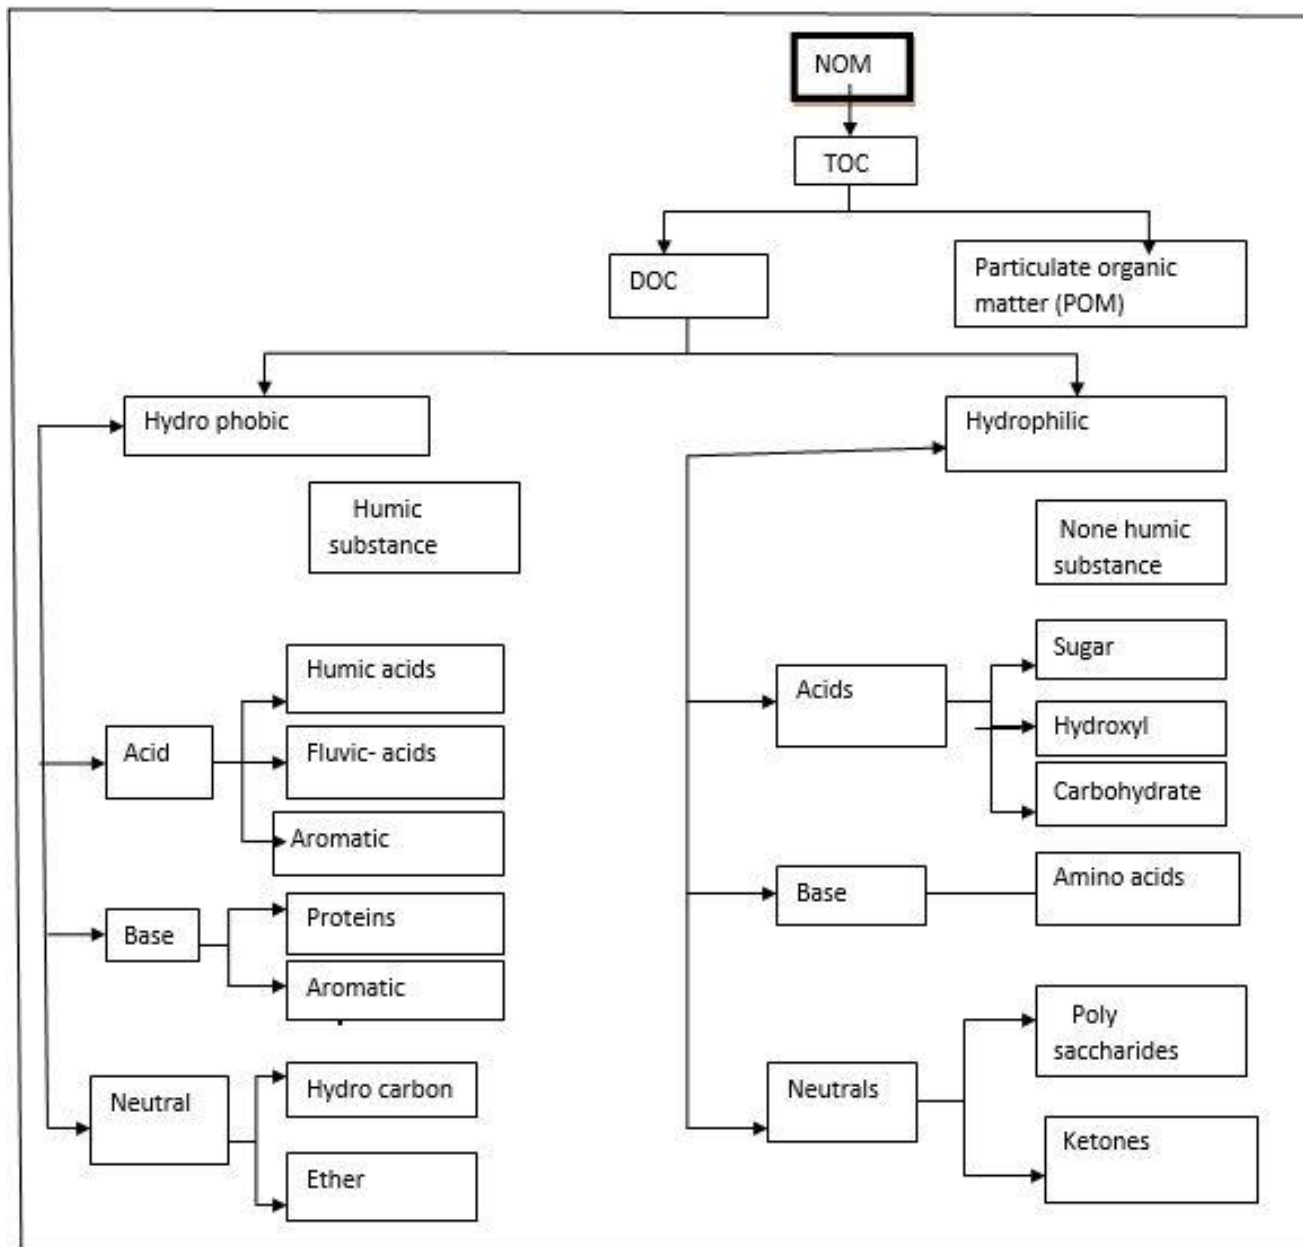 NOM
TOC
DOC
Particulate organic
matter (POM)
Hydro phobic
Hydrophilic
Humic
substance
None humic
substance
Humic acids
Acid
Fluvic- acids
Aromatic
Base
Proteins
Aromatic
Neutral
Hydro carbon
Ether
Acids
Sugar
Hydroxyl
Carbohydrate
Base
Amino acids
Neutrals
Poly
saccharides
Ketones